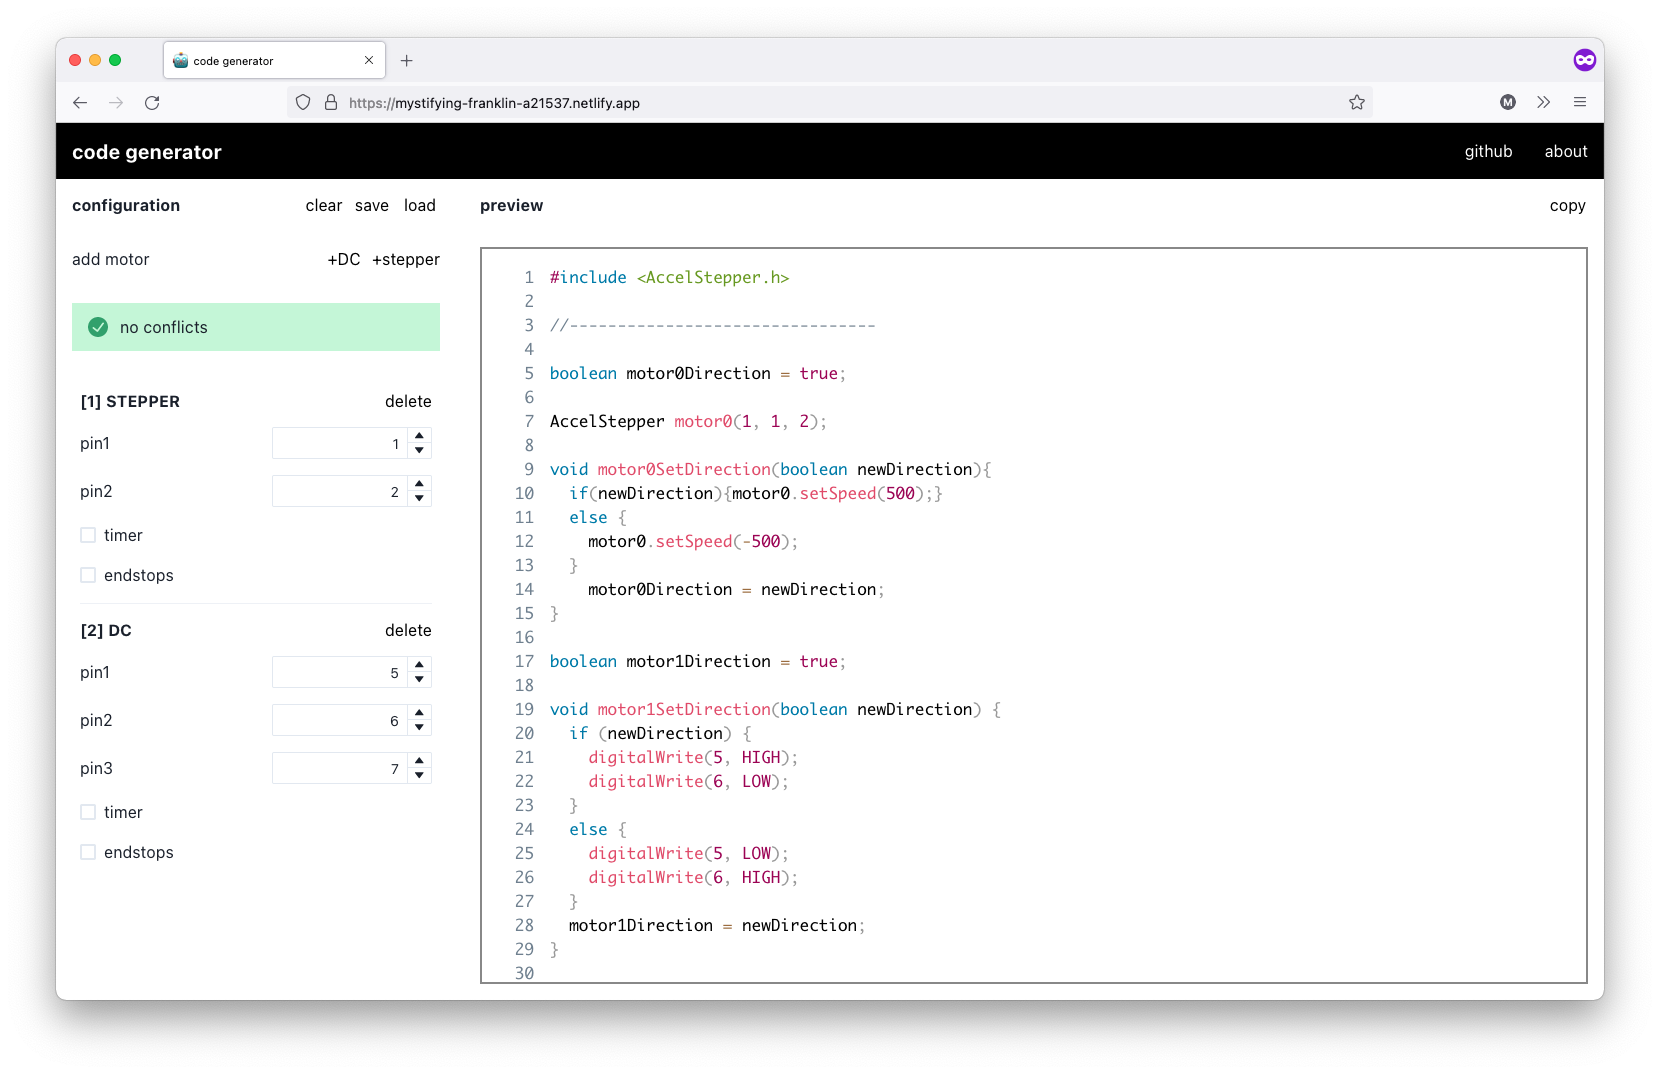 code generator
https://mystifying-franklin-a21537.netlify.app
M
code generator
github about
configuration
clear save load
add motor
+DC +stepper
no conflicts
[1] STEPPER delete
pin1 1
pin2 2
timer
endstops
[2] DC delete
pin1 5
pin2 6
pin3 7
timer
endstops
preview
copy
1 #include <AccelStepper.h>
2
3 //--------------------------------
4
5 boolean motor0Direction = true;
6
7 AccelStepper motor0(1, 1, 2);
8
9 void motor0SetDirection(boolean newDirection){
10   if(newDirection){motor0.setSpeed(500);}
11   else {
12     motor0.setSpeed(-500);
13   }
14     motor0Direction = newDirection;
15 }
16
17 boolean motor1Direction = true;
18
19 void motor1SetDirection(boolean newDirection) {
20   if (newDirection) {
21     digitalWrite(5, HIGH);
22     digitalWrite(6, LOW);
23   }
24   else {
25     digitalWrite(5, LOW);
26     digitalWrite(6, HIGH);
27   }
28   motor1Direction = newDirection;
29 }
30